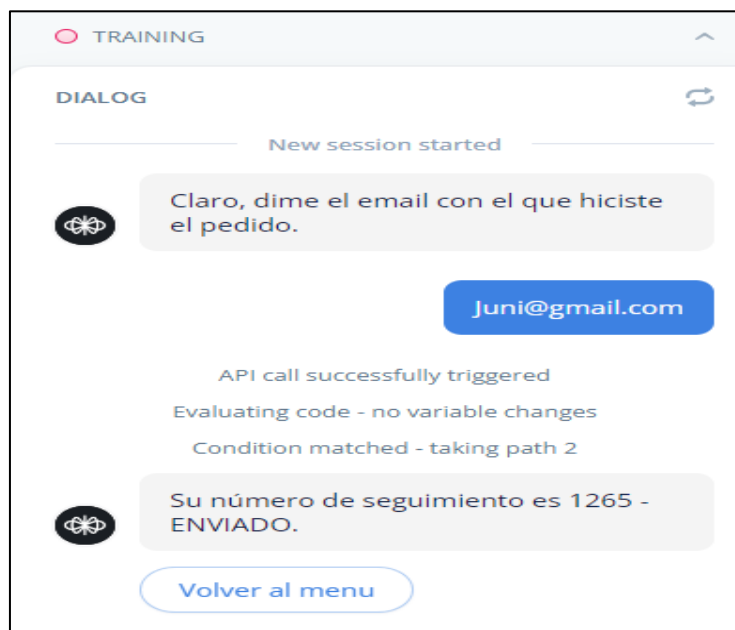 TRAINING
DIALOG
New session started
Claro, dime el email con el que hiciste
el pedido.
Juni@gmail.com
API call successfully triggered
Evaluating code - no variable changes
Condition matched - taking path 2
Su número de seguimiento es 1265 -
ENVIADO.
Volver al menu